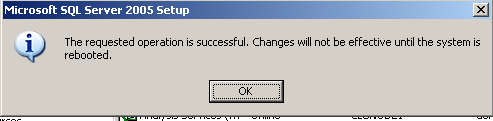 Microsoft SQL Server 2005 Setup
The requested operation is successful. Changes will not be effective until the system is
rebooted.
OK